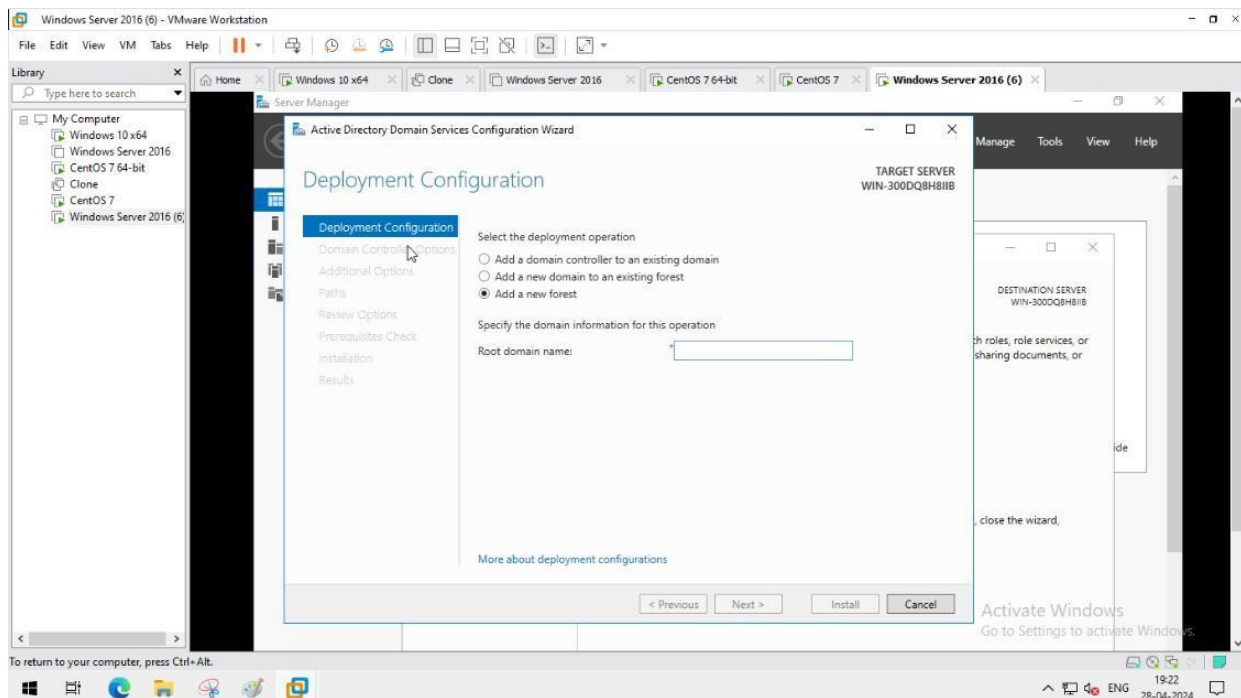 Windows Server 2016 (6) - VMware Workstation
File Edit View VM Tabs Help
Library
Type here to search
Home Windows 10 x64 Clone Windows Server 2016 CentOS 7 64-bit CentOS 7 Windows Server 2016 (6)
My Computer
Windows 10 x64
Windows Server 2016
CentOS 7 64-bit
Clone
CentOS 7
Windows Server 2016 (6)
Server Manager
Manage Tools View Help
Active Directory Domain Services Configuration Wizard
Deployment Configuration
TARGET SERVER
WIN-300DQ8H8IIB
Deployment Configuration
Domain Controller Options
Additional Options
Paths
Review Options
Prerequisites Check
Installation
Results
Select the deployment operation
Add a domain controller to an existing domain
Add a new domain to an existing forest
Add a new forest
Specify the domain information for this operation
Root domain name: *
More about deployment configurations
< Previous Next > Install Cancel
DESTINATION SERVER
WIN-300DQ8H8IIB
ch roles, role services, or
sharing documents, or
ide
, close the wizard,
Activate Windows
Go to Settings to activate Windows.
To return to your computer, press Ctrl+Alt.
ENG
19:22
28-04-2024